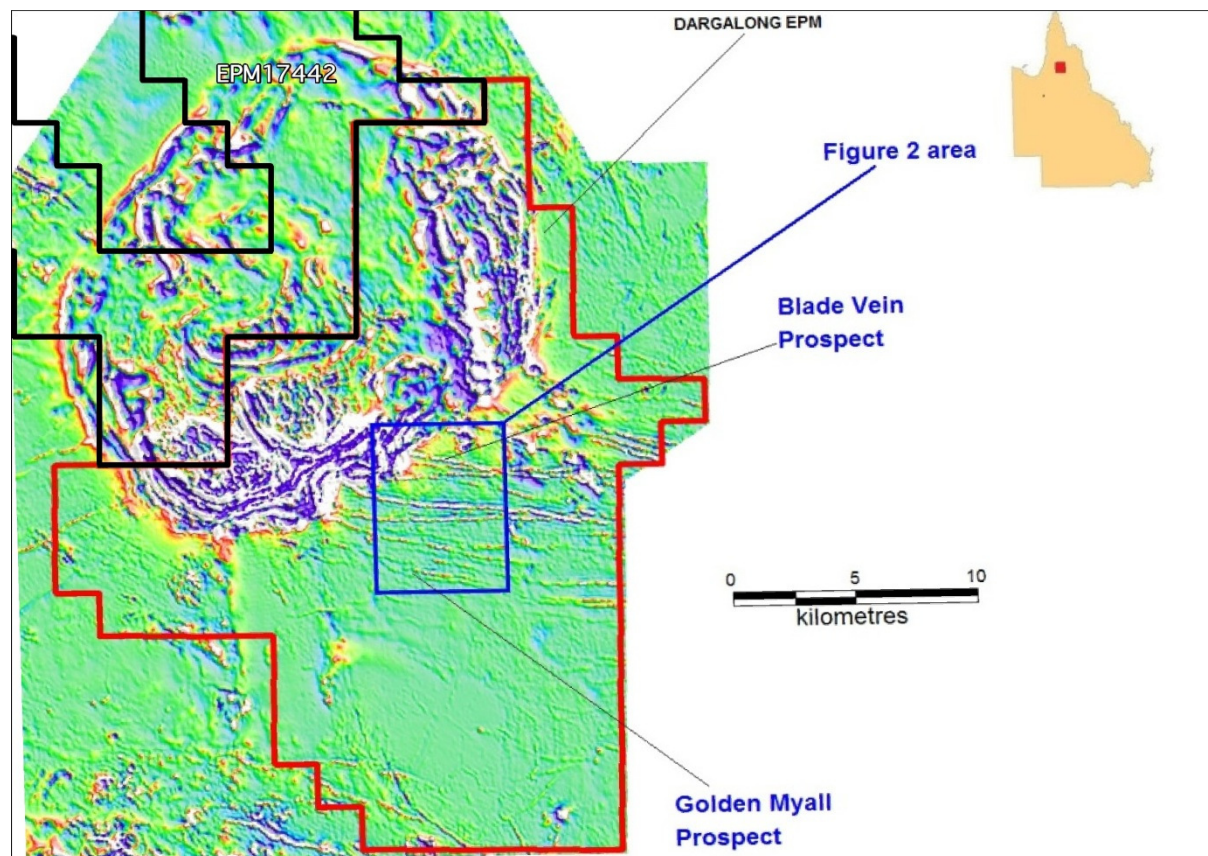 DARGALONG EPM
EPM17442
Figure 2 area
Blade Vein
Prospect
0 5 10
kilometres
Golden Myall
Prospect